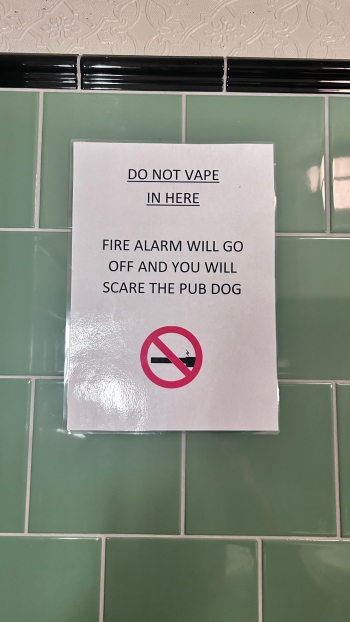 DO NOT VAPE
IN HERE
FIRE ALARM WILL GO
OFF AND YOU WILL
SCARE THE PUB DOG